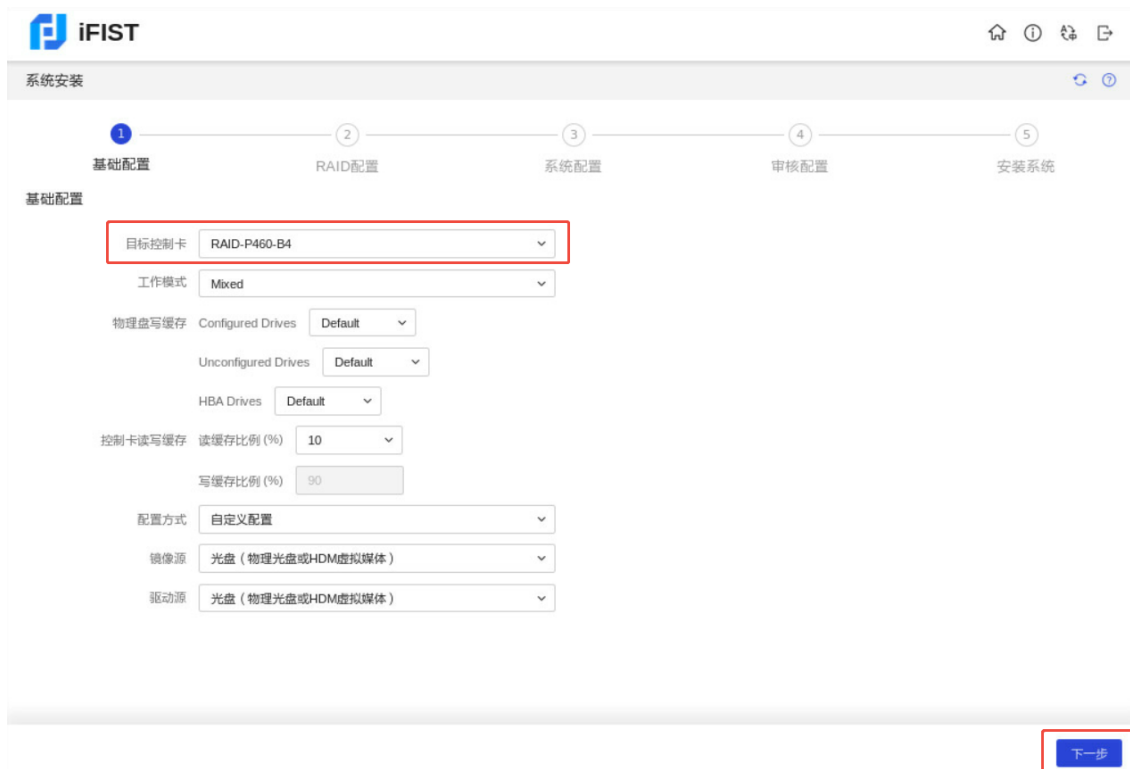 iFIST
系统安装
1 2 3 4 5
基础配置 RAID配置 系统配置 审核配置 安装系统
基础配置
目标控制卡 RAID-P460-B4
工作模式 Mixed
物理盘写缓存 Configured Drives Default
Unconfigured Drives Default
HBA Drives Default
控制卡读写缓存 读缓存比例 (%) 10
写缓存比例 (%) 90
配置方式 自定义配置
镜像源 光盘（物理光盘或HDM虚拟媒体）
驱动源 光盘（物理光盘或HDM虚拟媒体）
下一步